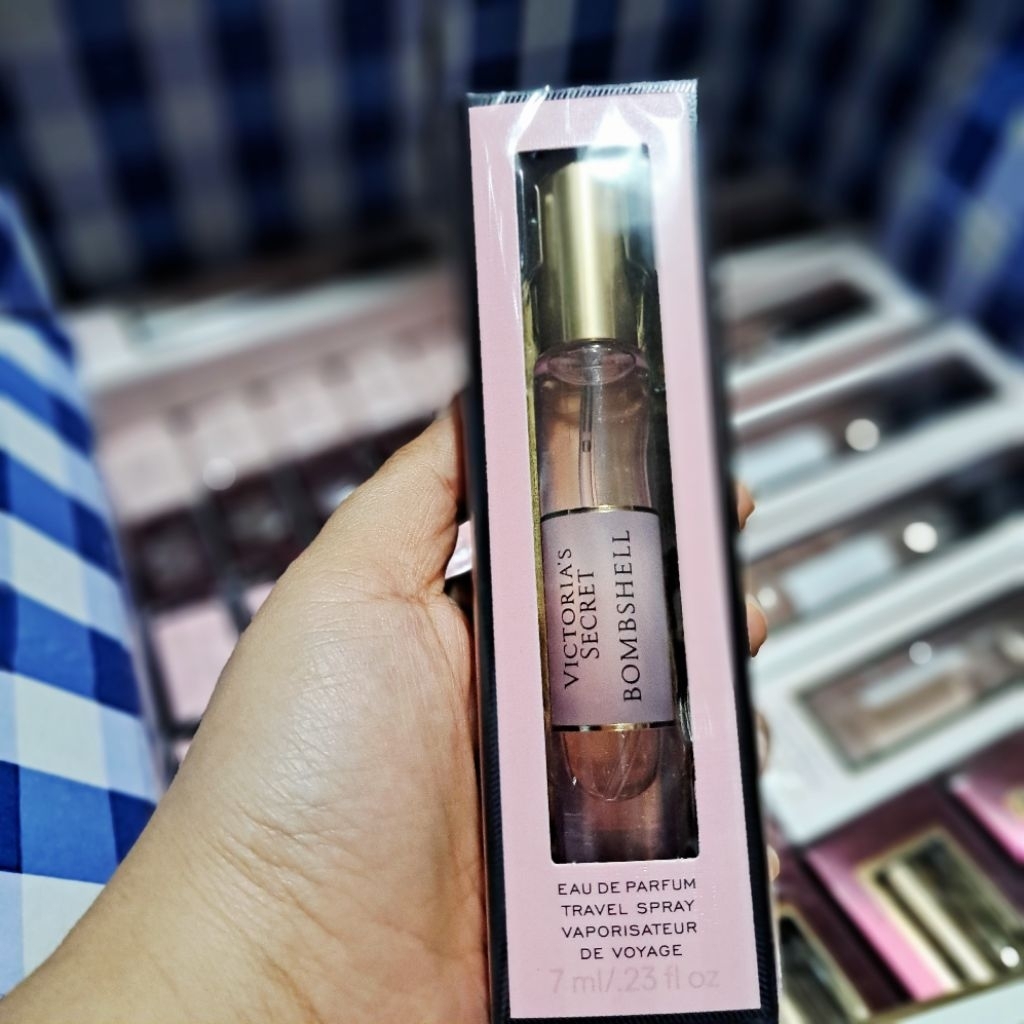 VICTORIA'S
SECRET
BOMBSHELL
EAU DE PARFUM
TRAVEL SPRAY
VAPORISATEUR
DE VOYAGE
7 ml/.23 fl oz